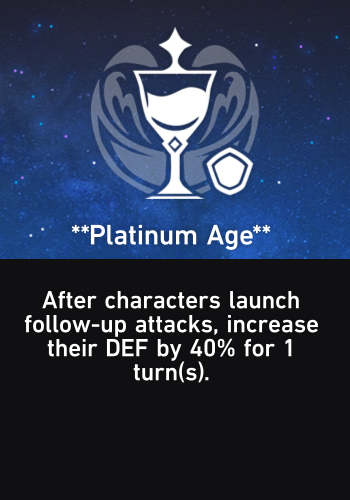 **Platinum Age**
After characters launch
follow-up attacks, increase
their DEF by 40% for 1
turn(s).